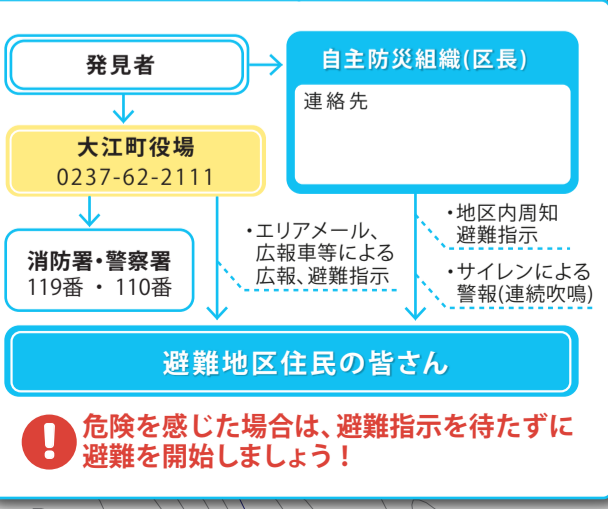 発見者
自主防災組織(区長)
連絡先
大江町役場
0237-62-2111
消防署・警察署
119番 ・ 110番
・エリアメール、
広報車等による
広報、避難指示
・地区内周知
避難指示
・サイレンによる
警報(連続吹鳴)
避難地区住民の皆さん
! 危険を感じた場合は、避難指示を待たずに
避難を開始しましょう！